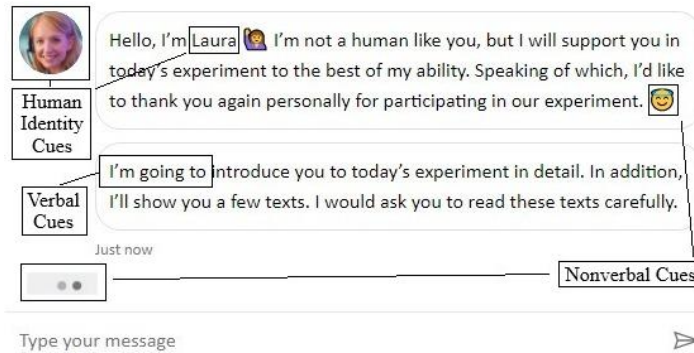 Hello, I'm Laura 🙋 I'm not a human like you, but I will support you in
today's experiment to the best of my ability. Speaking of which, I'd like
to thank you again personally for participating in our experiment. 😇
Human
Identity
Cues
I'm going to introduce you to today's experiment in detail. In addition,
I'll show you a few texts. I would ask you to read these texts carefully.
Verbal
Cues
Just now
Nonverbal Cues
Type your message